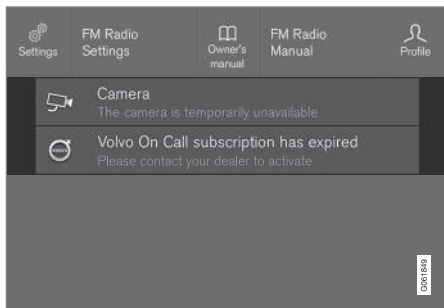 Settings
FM Radio
Settings
Owner's
manual
FM Radio
Manual
Profile
Camera
The camera is temporarily unavailable
Volvo On Call subscription has expired
Please contact your dealer to activate
G061849